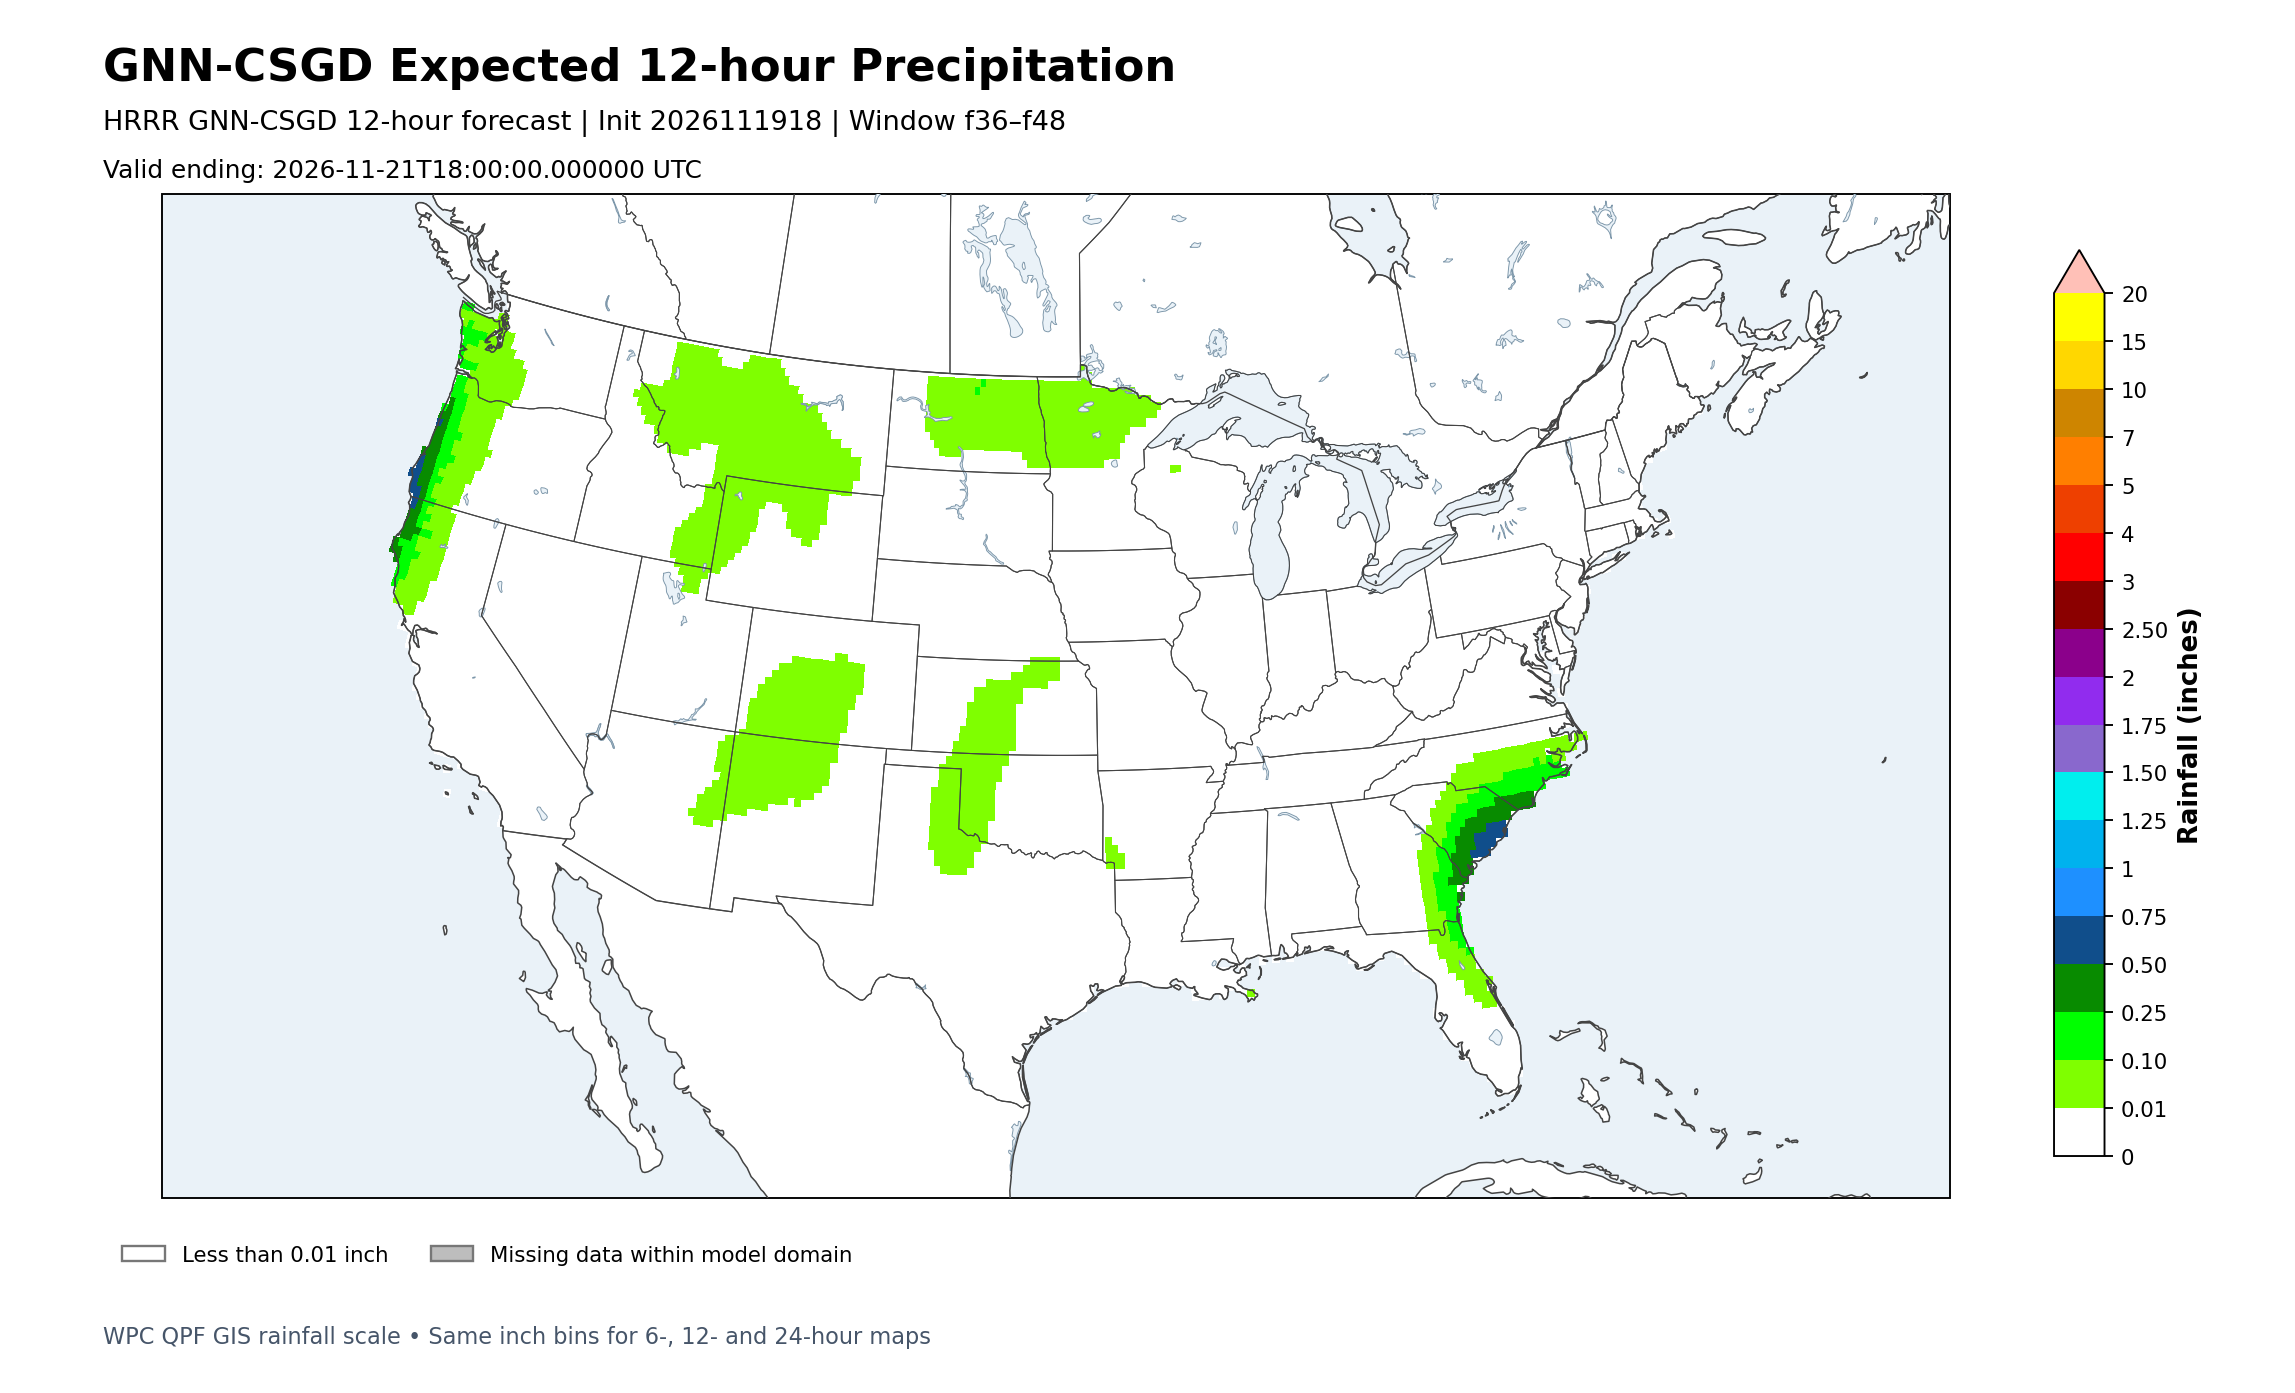 GNN-CSGD Expected 12-hour Precipitation
HRRR GNN-CSGD 12-hour forecast | Init 2026111918 | Window f36–f48
Valid ending: 2026-11-21T18:00:00.000000 UTC
20
15
10
7
5
4
3
2.50
2
1.75
1.50
1.25
1
0.75
0.50
0.25
0.10
0.01
0
Rainfall (inches)
Less than 0.01 inch
Missing data within model domain
WPC QPF GIS rainfall scale • Same inch bins for 6-, 12- and 24-hour maps